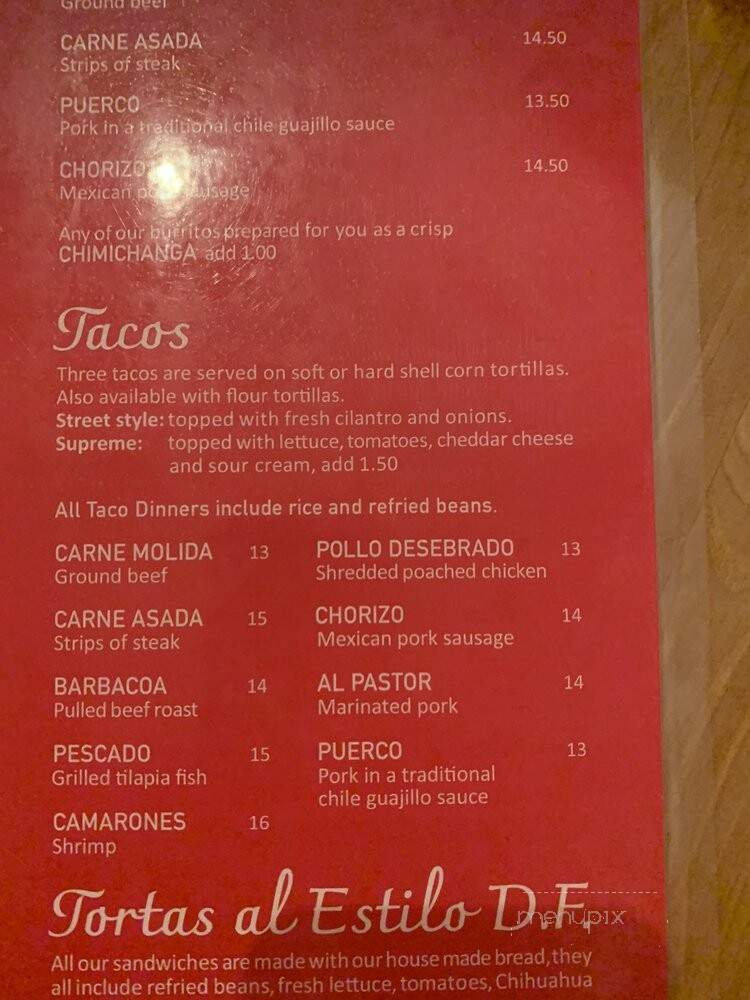 Ground beef
CARNE ASADA 14.50
Strips of steak
PUERCO 13.50
Pork in a traditional chile guajillo sauce
CHORIZO 14.50
Mexican pork sausage
Any of our burritos prepared for you as a crisp
CHIMICHANGA add 1.00
Tacos
Three tacos are served on soft or hard shell corn tortillas.
Also available with flour tortillas.
Street style: topped with fresh cilantro and onions.
Supreme: topped with lettuce, tomatoes, cheddar cheese
and sour cream, add 1.50
All Taco Dinners include rice and refried beans.
CARNE MOLIDA 13
Ground beef
CARNE ASADA 15
Strips of steak
BARBACOA 14
Pulled beef roast
PESCADO 15
Grilled tilapia fish
CAMARONES 16
Shrimp
POLLO DESEBRADO 13
Shredded poached chicken
CHORIZO 14
Mexican pork sausage
AL PASTOR 14
Marinated pork
PUERCO 13
Pork in a traditional
chile guajillo sauce
Tortas al Estilo D.F.
menupix
All our sandwiches are made with our house made bread, they
all include refried beans, fresh lettuce, tomatoes, Chihuahua